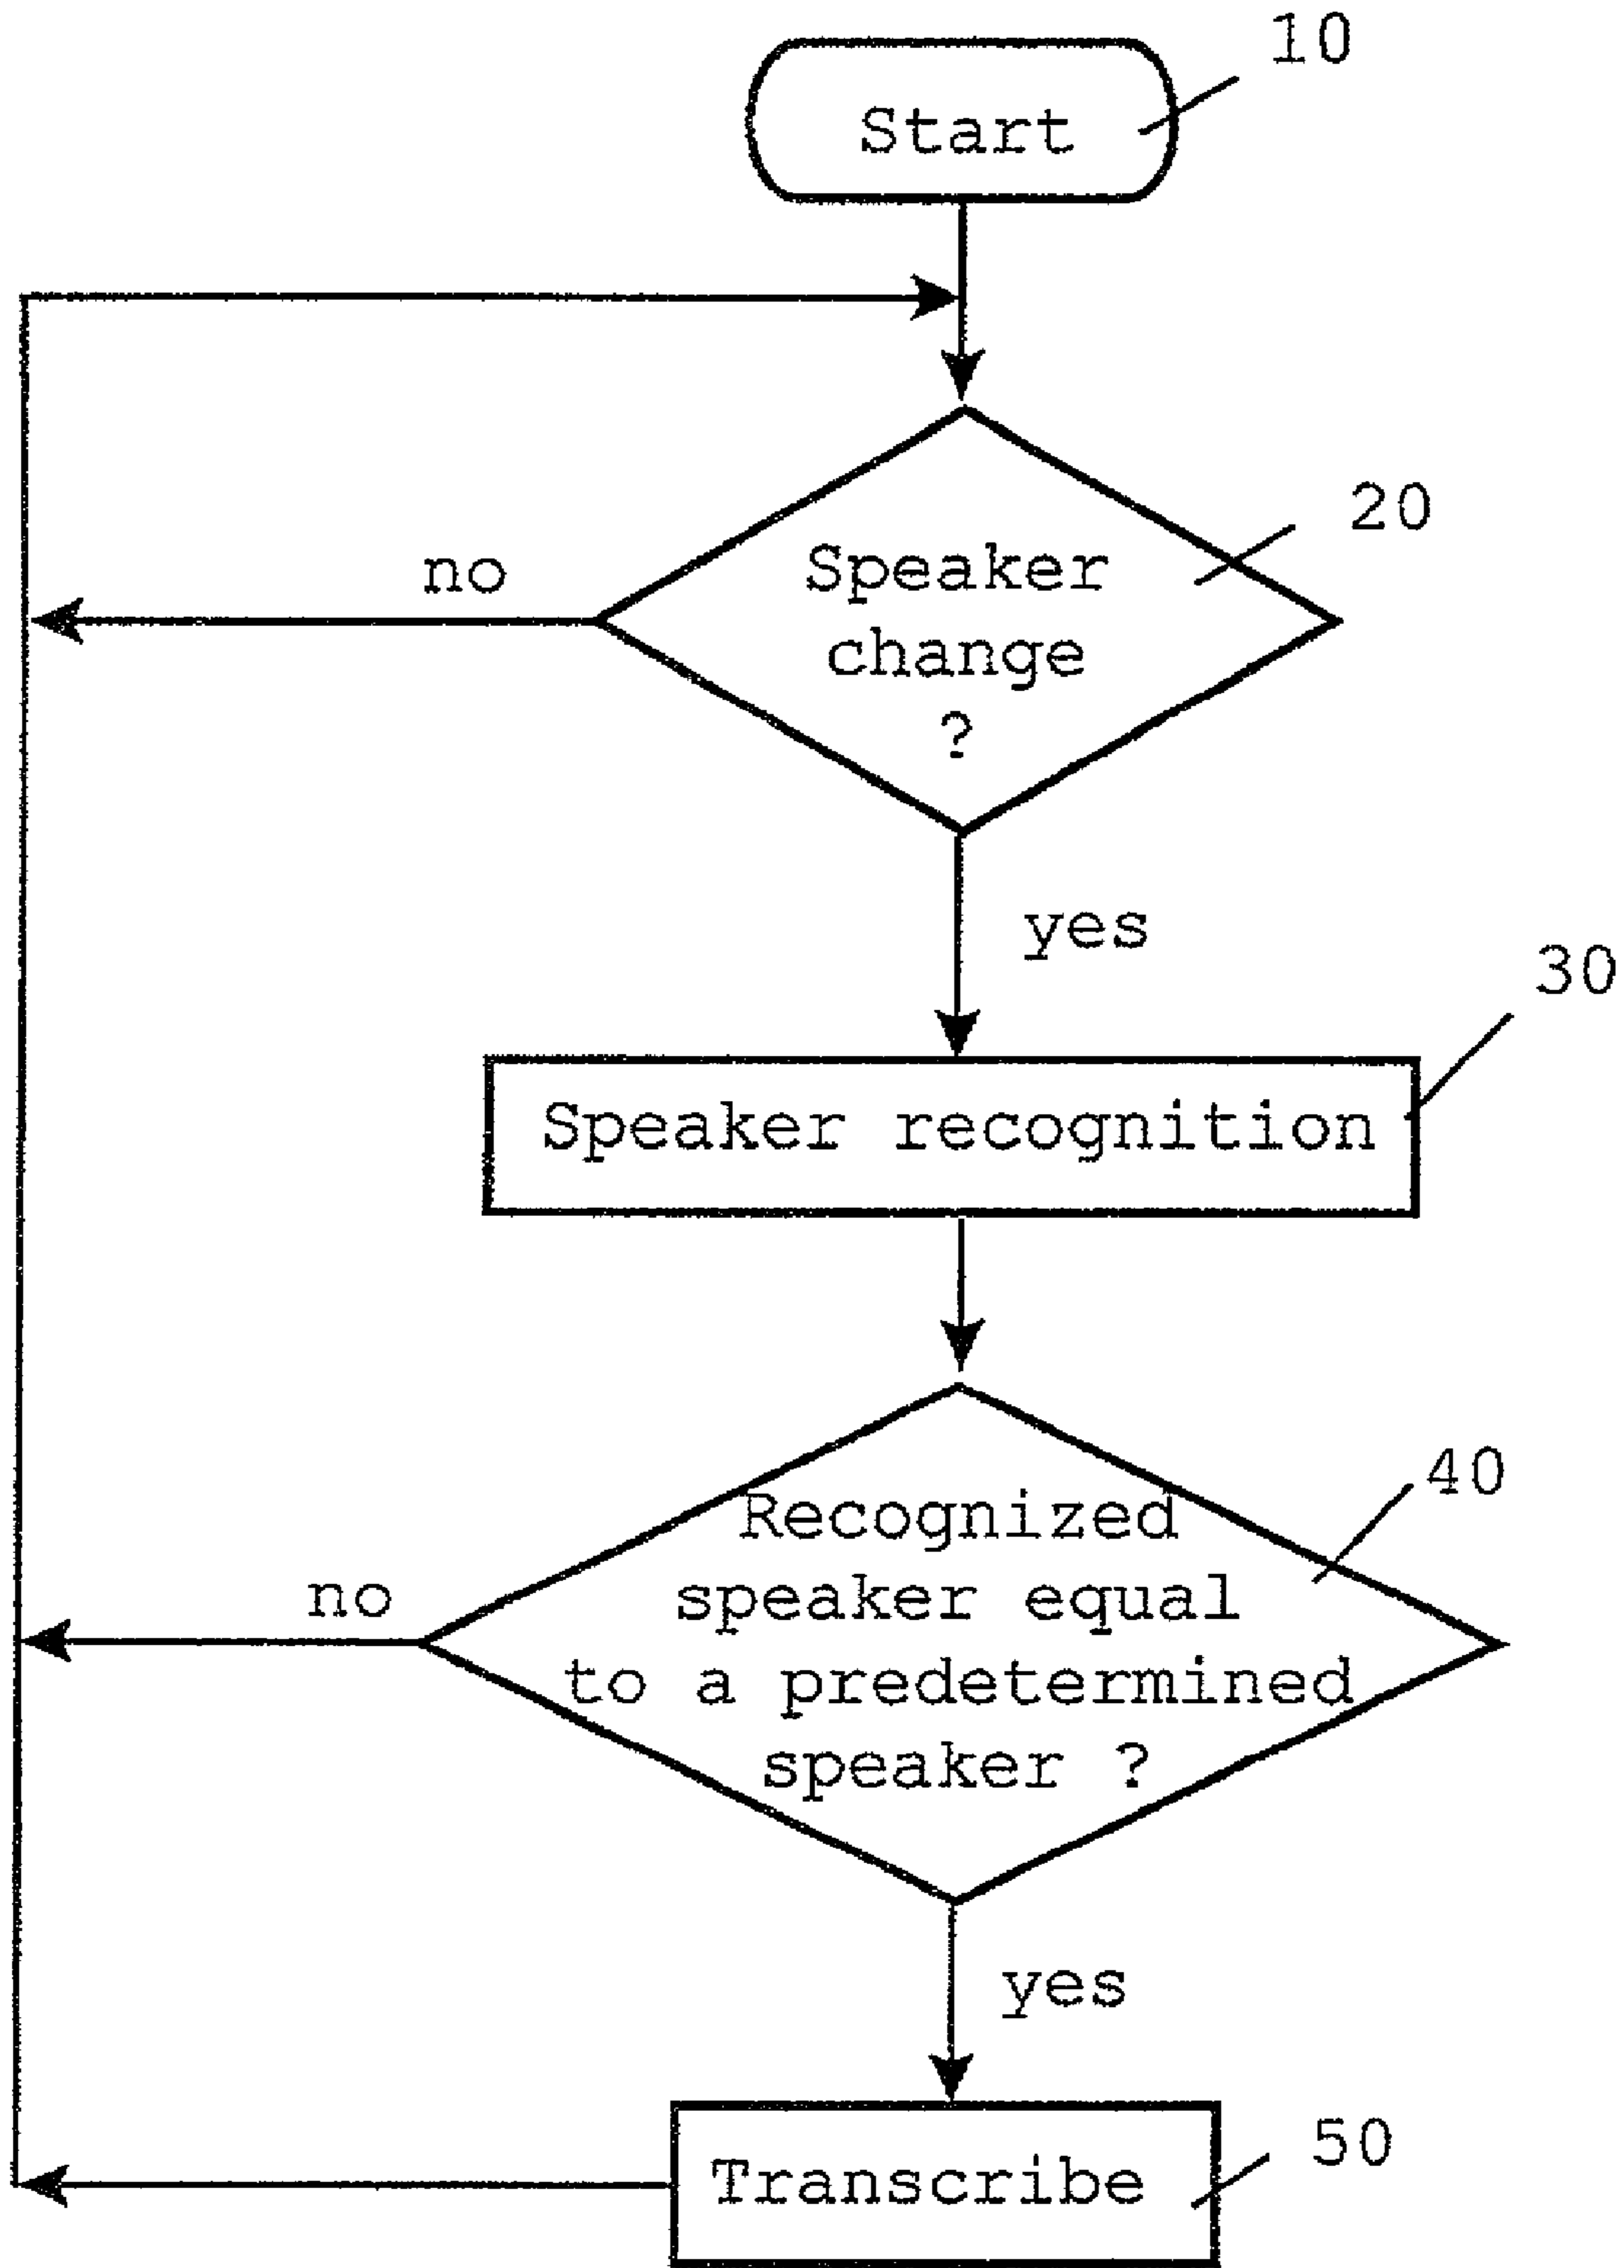 10
Start
20
Speaker
change
?
no
yes
30
Speaker recognition
40
Recognized
speaker equal
to a predetermined
speaker ?
no
yes
50
Transcribe